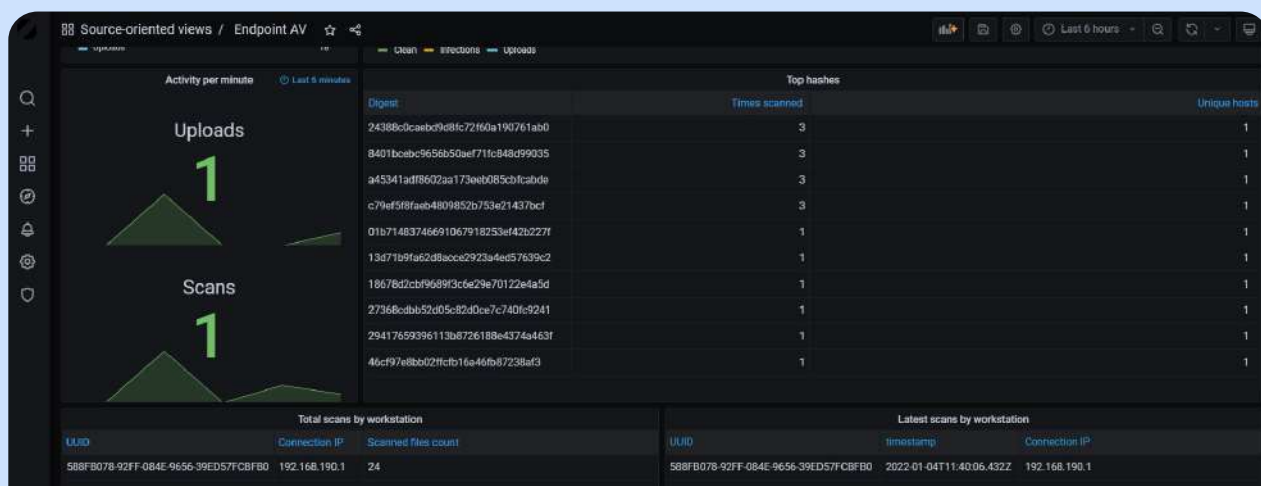 Source-oriented views / Endpoint AV
Last 6 hours
Uploads
Clean Infections Uploads
Activity per minute Last 6 minutes
Top hashes
Digest Times scanned Unique hosts
Uploads
1
24388c0caebd9d8fc72f60a190761ab0 3 1
8401bcebc9656b50aef71fc848d99035 3 1
a45341adf8602aa173eeb085cbfcabde 3 1
c79ef5f8faeb4809852b753e21437bcf 3 1
01b71483746691067918253ef42b227f 1 1
13d71b9fa62d8acce2923a4ed57639c2 1 1
Scans
1
18678d2cbf9689f3c6e29e70122e4a5d 1 1
27368cdbb52d05c82d0ce7c740fc9241 1 1
29417659396113b8726188e4374a463f 1 1
46cf97e8bb02ffcfb16a46fb87238af3 1 1
Total scans by workstation
UUID Connection IP Scanned files count
588FB078-92FF-084E-9656-39ED57FCBFB0 192.168.190.1 24
Latest scans by workstation
UUID timestamp Connection IP
588FB078-92FF-084E-9656-39ED57FCBFB0 2022-01-04T11:40:06.432Z 192.168.190.1